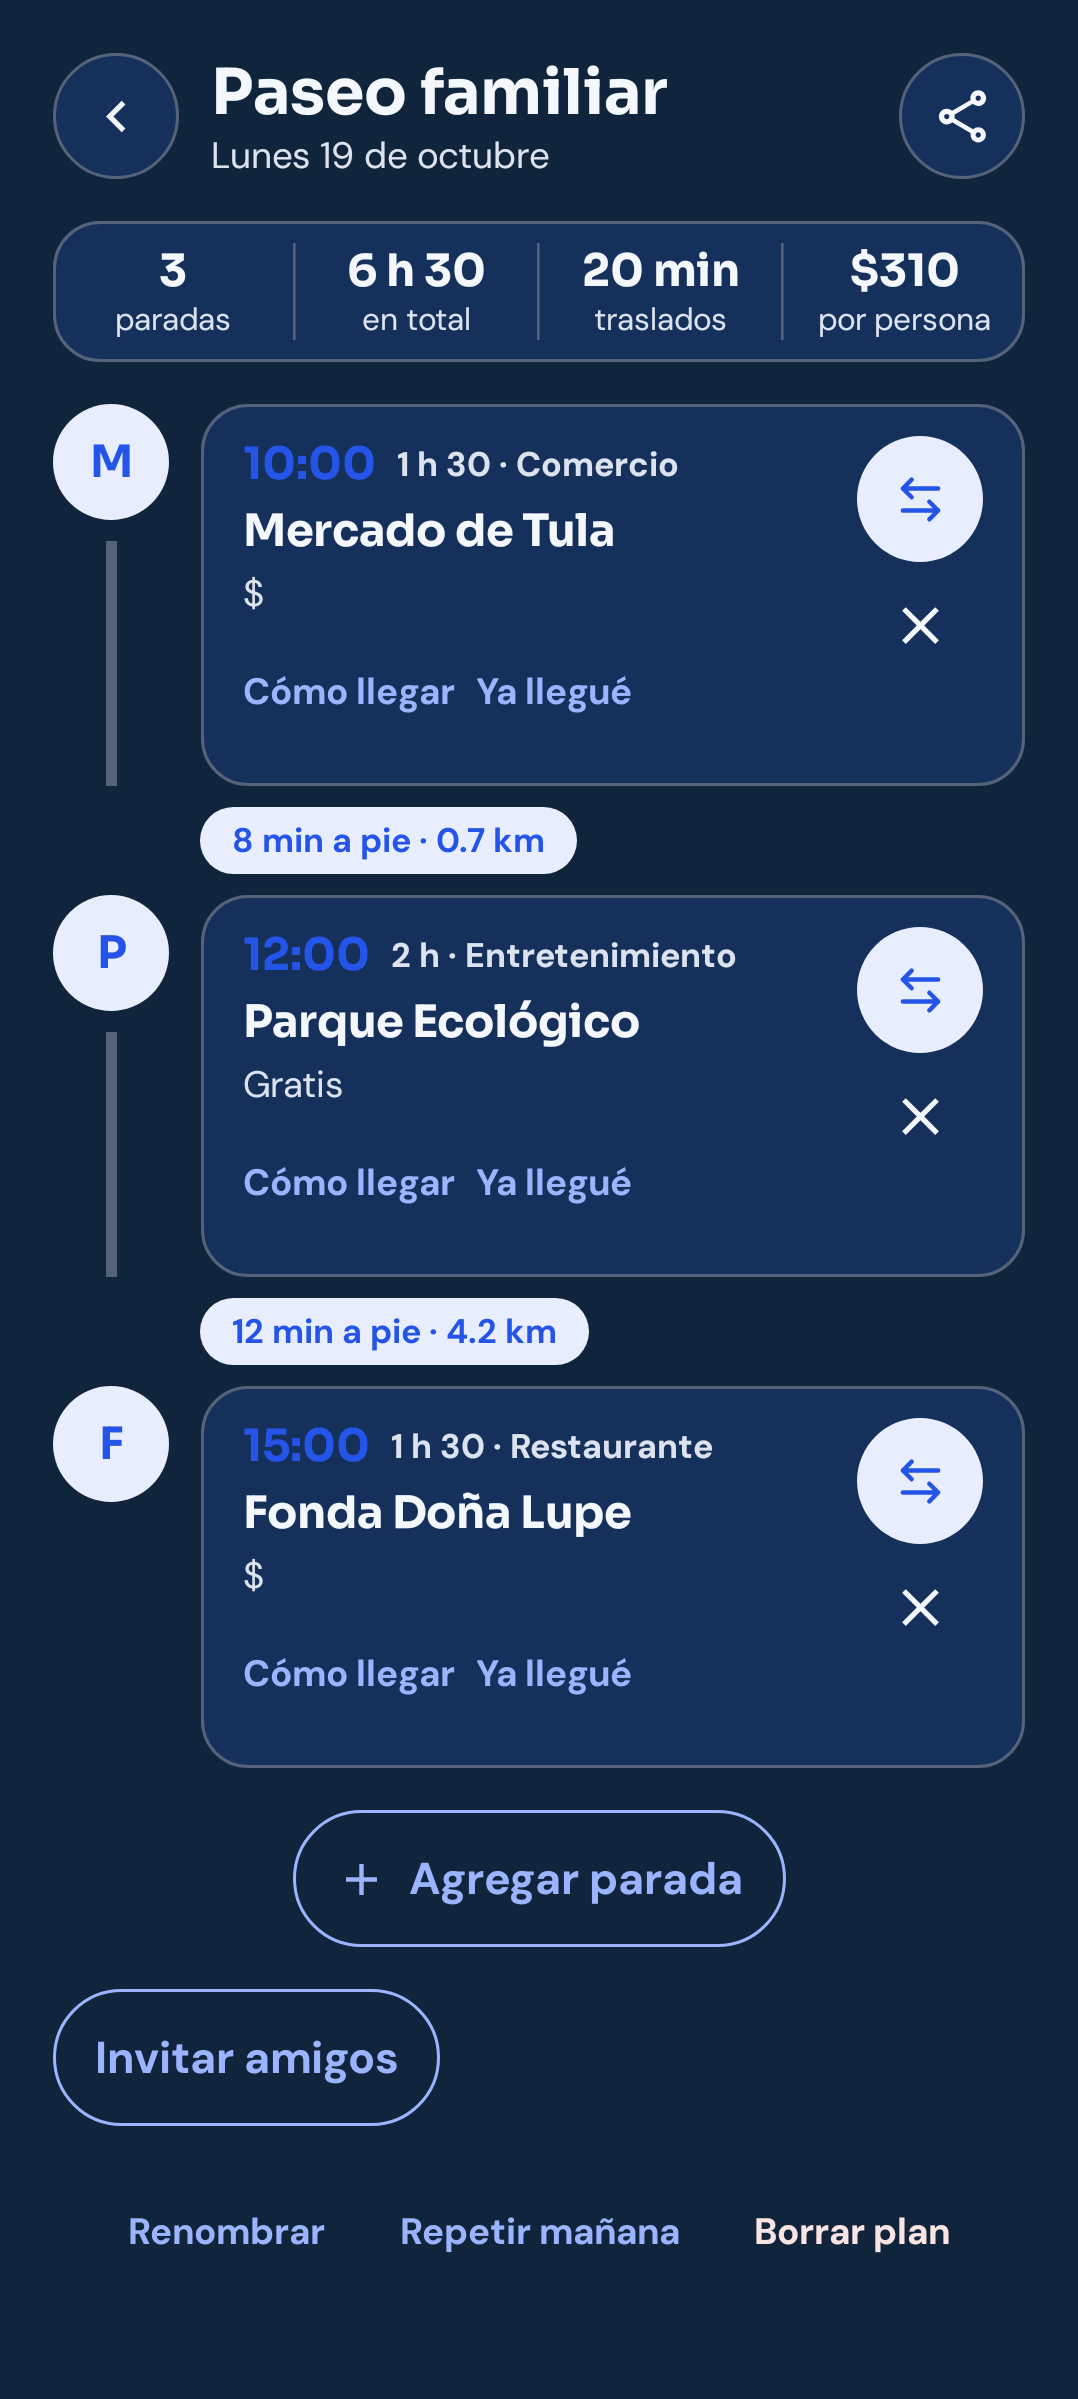 Paseo familiar
Lunes 19 de octubre
3
paradas
6 h 30
en total
20 min
traslados
$310
por persona
M
10:00 1 h 30 · Comercio
Mercado de Tula
$
Cómo llegar Ya llegué
8 min a pie · 0.7 km
P
12:00 2 h · Entretenimiento
Parque Ecológico
Gratis
Cómo llegar Ya llegué
12 min a pie · 4.2 km
F
15:00 1 h 30 · Restaurante
Fonda Doña Lupe
$
Cómo llegar Ya llegué
+ Agregar parada
Invitar amigos
Renombrar Repetir mañana Borrar plan